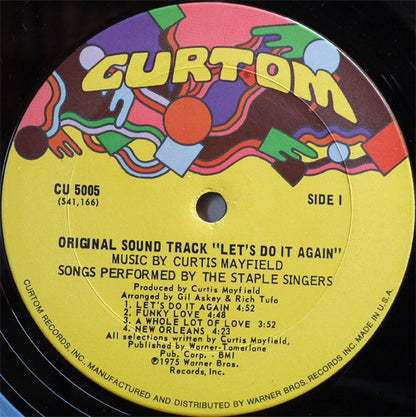 CURTOM
®
CU 5005
(S41,166)
SIDE I
ORIGINAL SOUND TRACK "LET'S DO IT AGAIN"
MUSIC BY CURTIS MAYFIELD
SONGS PERFORMED BY THE STAPLE SINGERS
Produced by Curtis Mayfield
Arranged by Gil Askey & Rich Tufo
1. LET'S DO IT AGAIN 4:52
2. FUNKY LOVE 4:48
3. A WHOLE LOT OF LOVE 3:52
4. NEW ORLEANS 4:23
All selections written by Curtis Mayfield,
Published by Warner-Tamerlane
Pub. Corp. - BMI
©1975 Warner Bros.
Records, Inc.
CURTOM RECORDS, INC. MANUFACTURED AND DISTRIBUTED BY WARNER BROS. RECORDS INC. MADE IN U.S.A.